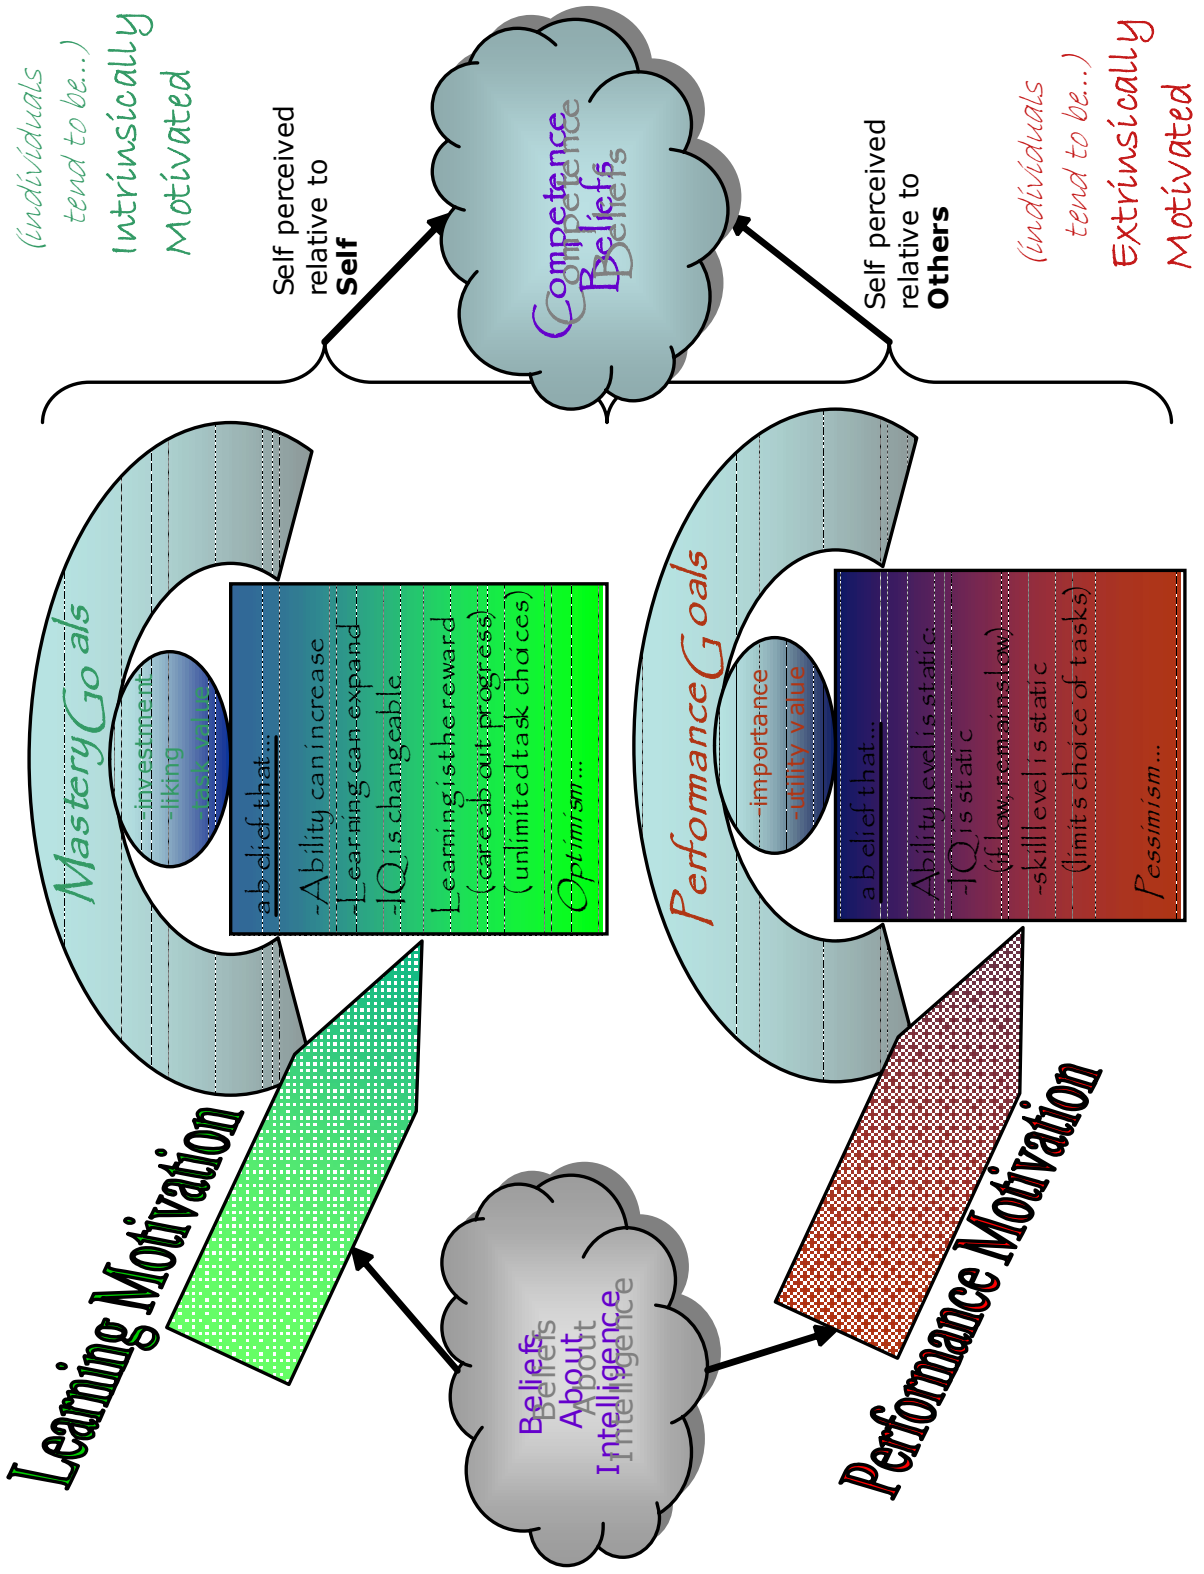 Learning Motivation
Beliefs
About
Intelligence
Performance Motivation
Mastery Goals
-investment
-liking
-task value
a belief that...
-Ability can increase
-Learning can expand
-IQ is changeable
Learning is the reward
(care about progress)
(unlimited task choices)
Optimism...
Performance Goals
-importance
-utility value
a belief that...
Ability level is static:
-IQ is static
(if low, remains low)
-skill level is static
(limits choice of tasks)
Pessimism...
(individuals
tend to be...)
Intrinsically
Motivated
Self perceived
relative to
Self
Competence
Beliefs
Self perceived
relative to
Others
(individuals
tend to be...)
Extrinsically
Motivated